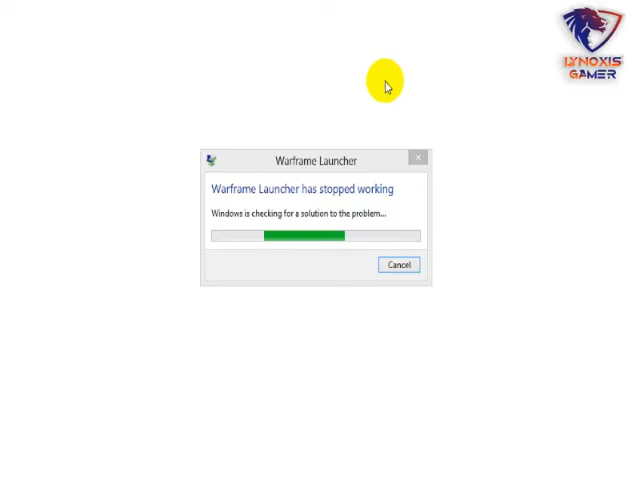 LYNOXIS
GAMER
Warframe Launcher
Warframe Launcher has stopped working
Windows is checking for a solution to the problem...
Cancel